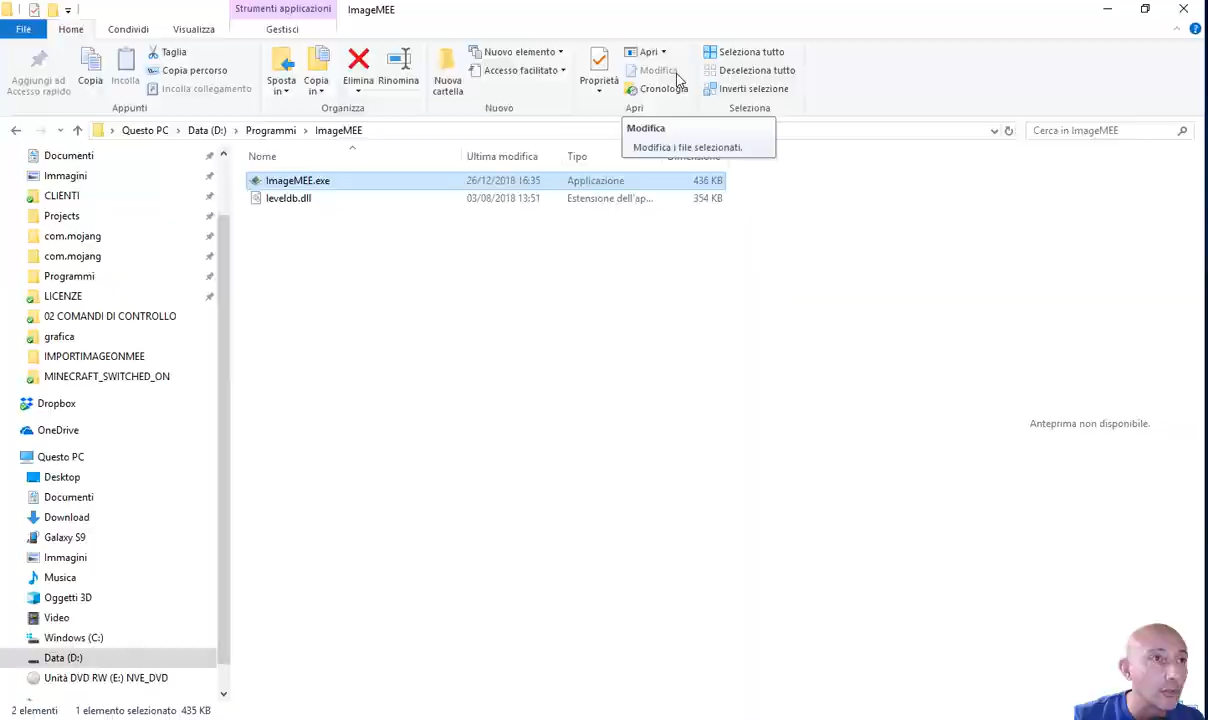 Strumenti applicazioni
ImageMEE
File
Home
Condividi
Visualizza
Gestisci
Aggiungi ad
Accesso rapido
Copia
Incolla
Taglia
Copia percorso
Incolla collegamento
Appunti
Sposta
in
Copia
in
Elimina
Rinomina
Organizza
Nuova
cartella
Nuovo elemento
Accesso facilitato
Nuovo
Proprietà
Apri
Modifica
Cronologia
Apri
Seleziona tutto
Deseleziona tutto
Inverti selezione
Seleziona
Questo PC
Data (D:)
Programmi
ImageMEE
Cerca in ImageMEE
Modifica
Modifica i file selezionati.
Nome
Ultima modifica
Tipo
Dimensione
ImageMEE.exe
26/12/2018 16:35
Applicazione
436 KB
leveldb.dll
03/08/2018 13:51
Estensione dell'ap...
354 KB
Documenti
Immagini
CLIENTI
Projects
com.mojang
com.mojang
Programmi
LICENZE
02 COMANDI DI CONTROLLO
grafica
IMPORTIMAGEONMEE
MINECRAFT_SWITCHED_ON
Dropbox
OneDrive
Questo PC
Desktop
Documenti
Download
Galaxy S9
Immagini
Musica
Oggetti 3D
Video
Windows (C:)
Data (D:)
Unità DVD RW (E:) NVE_DVD
Anteprima non disponibile.
2 elementi
1 elemento selezionato 435 KB